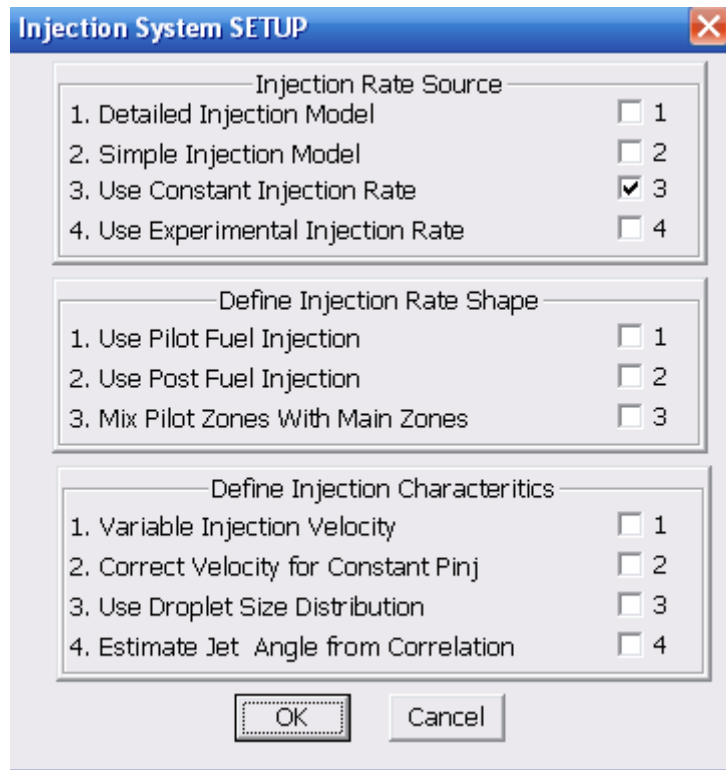 Injection System SETUP
Injection Rate Source
1. Detailed Injection Model 1
2. Simple Injection Model 2
3. Use Constant Injection Rate 3
4. Use Experimental Injection Rate 4
Define Injection Rate Shape
1. Use Pilot Fuel Injection 1
2. Use Post Fuel Injection 2
3. Mix Pilot Zones With Main Zones 3
Define Injection Characteritics
1. Variable Injection Velocity 1
2. Correct Velocity for Constant Pinj 2
3. Use Droplet Size Distribution 3
4. Estimate Jet Angle from Correlation 4
OK Cancel